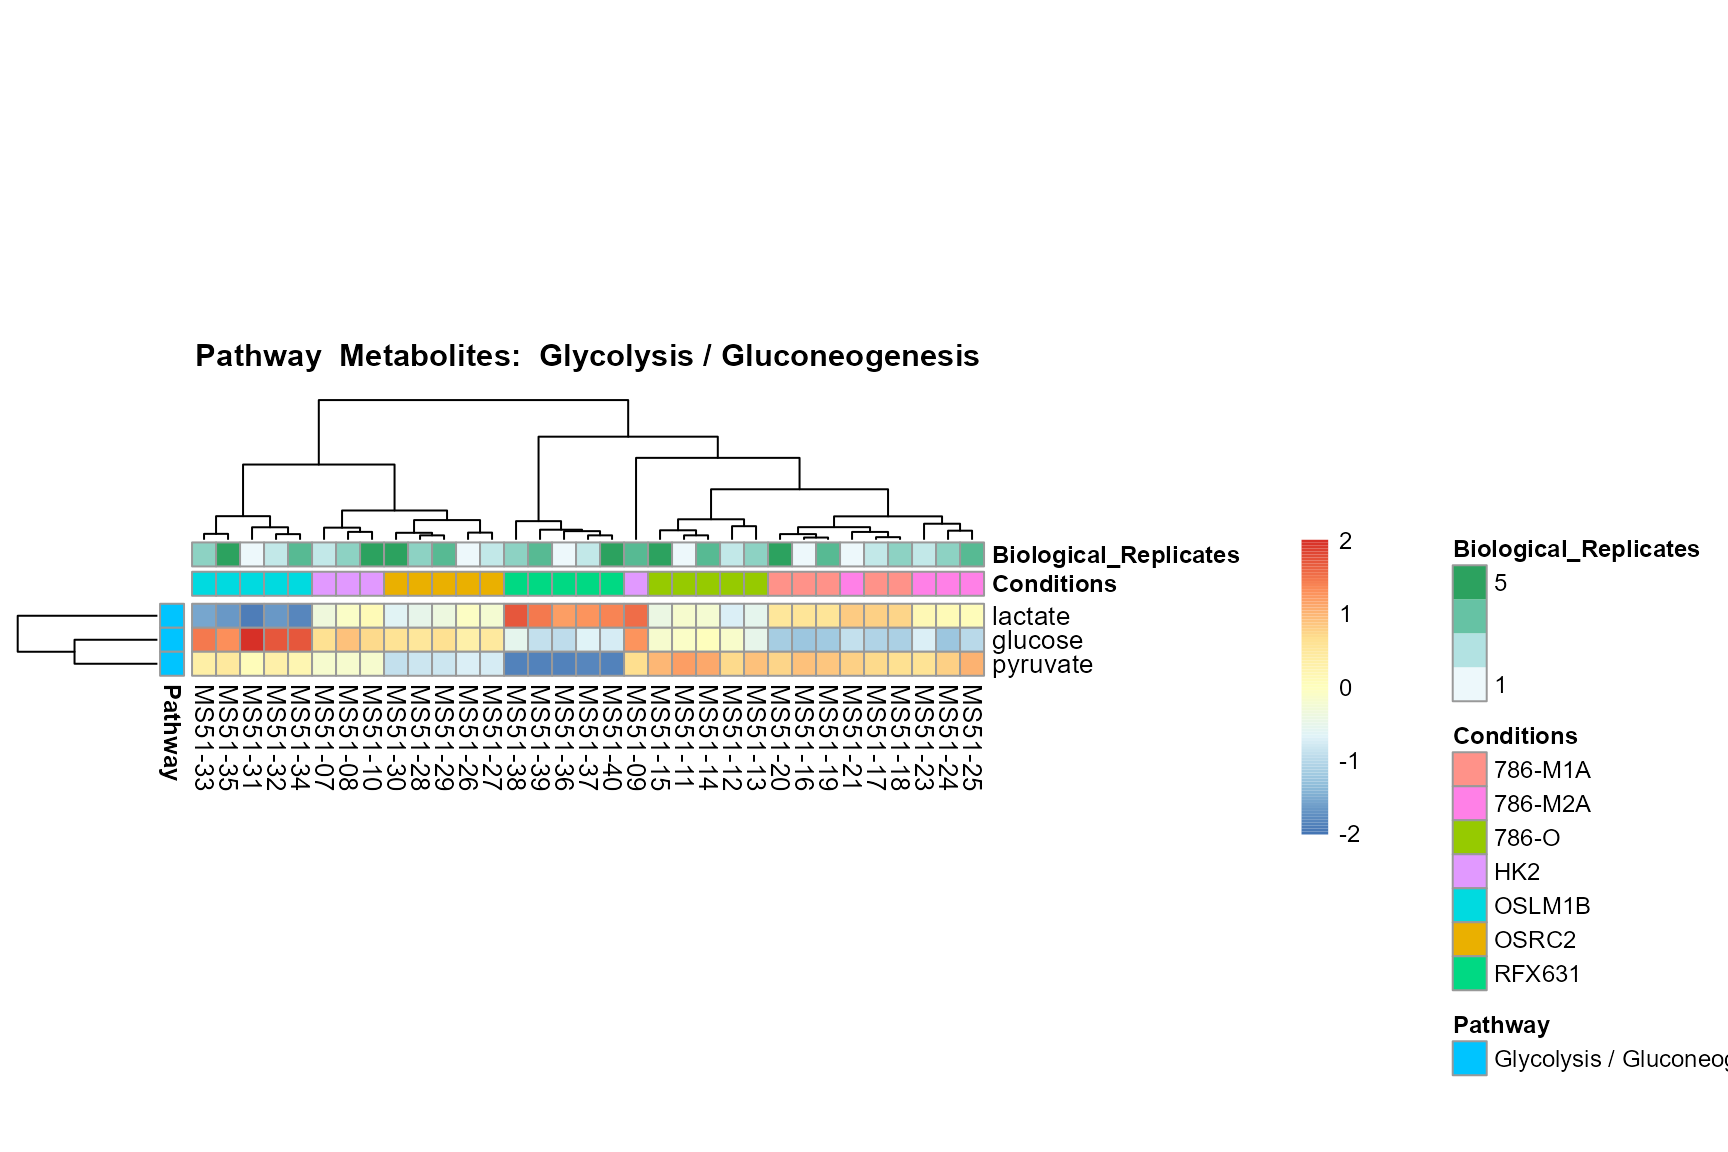 Pathway  Metabolites:  Glycolysis / Gluconeogenesis
Biological_Replicates
Conditions
lactate
glucose
pyruvate
Pathway
MS51-33
MS51-35
MS51-31
MS51-32
MS51-34
MS51-07
MS51-08
MS51-10
MS51-30
MS51-28
MS51-29
MS51-26
MS51-27
MS51-38
MS51-39
MS51-36
MS51-37
MS51-40
MS51-09
MS51-15
MS51-11
MS51-14
MS51-12
MS51-13
MS51-20
MS51-16
MS51-19
MS51-21
MS51-17
MS51-18
MS51-23
MS51-24
MS51-25
2
1
0
-1
-2
Biological_Replicates
5
1
Conditions
786-M1A
786-M2A
786-O
HK2
OSLM1B
OSRC2
RFX631
Pathway
Glycolysis / Gluconeog